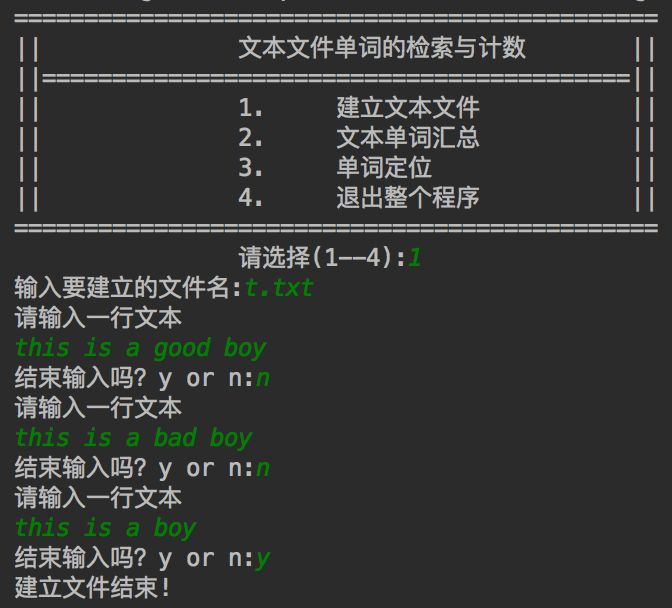 ==============================================
||              文本文件单词的检索与计数        ||
||==========================================||
||              1.     建立文本文件           ||
||              2.     文本单词汇总           ||
||              3.     单词定位               ||
||              4.     退出整个程序           ||
==============================================
                请选择(1——4):1
输入要建立的文件名:t.txt
请输入一行文本
this is a good boy
结束输入吗? y or n:n
请输入一行文本
this is a bad boy
结束输入吗? y or n:n
请输入一行文本
this is a boy
结束输入吗? y or n:y
建立文件结束!